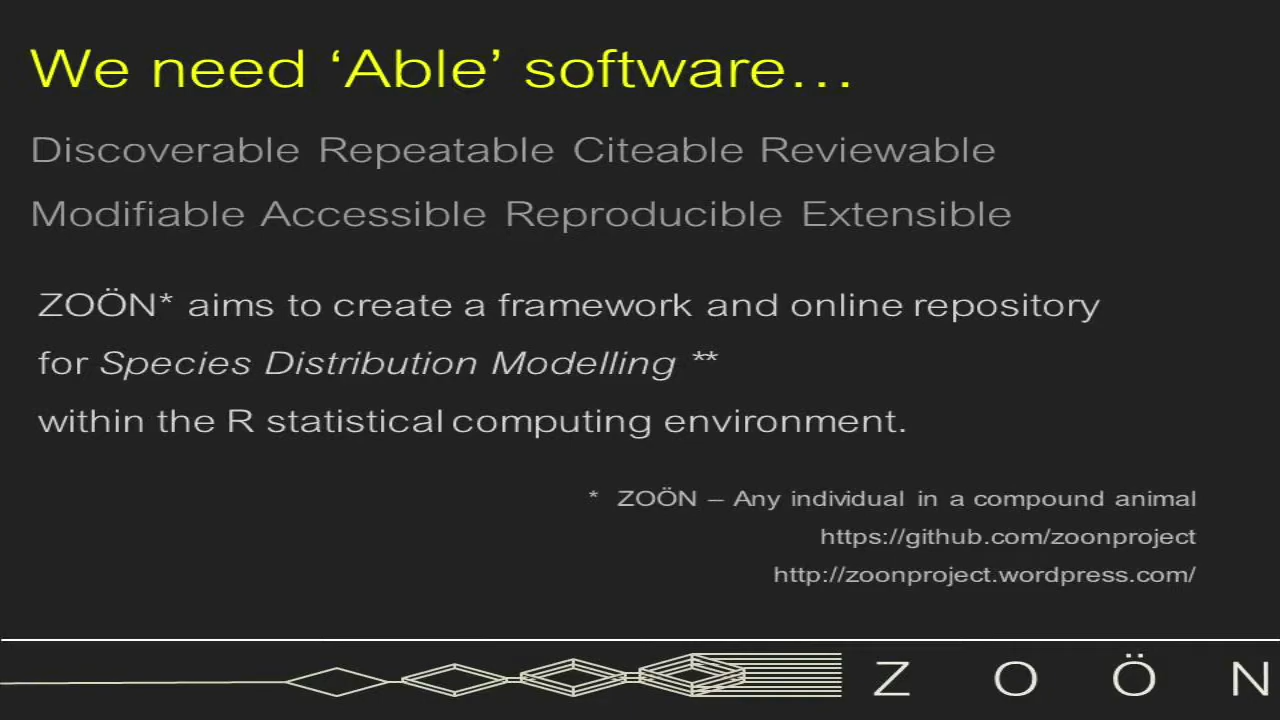 We need ‘Able’ software…
Discoverable Repeatable Citeable Reviewable
Modifiable Accessible Reproducible Extensible
ZOÖN* aims to create a framework and online repository
for Species Distribution Modelling **
within the R statistical computing environment.
* ZOÖN – Any individual in a compound animal
https://github.com/zoonproject
http://zoonproject.wordpress.com/
Z O Ö N